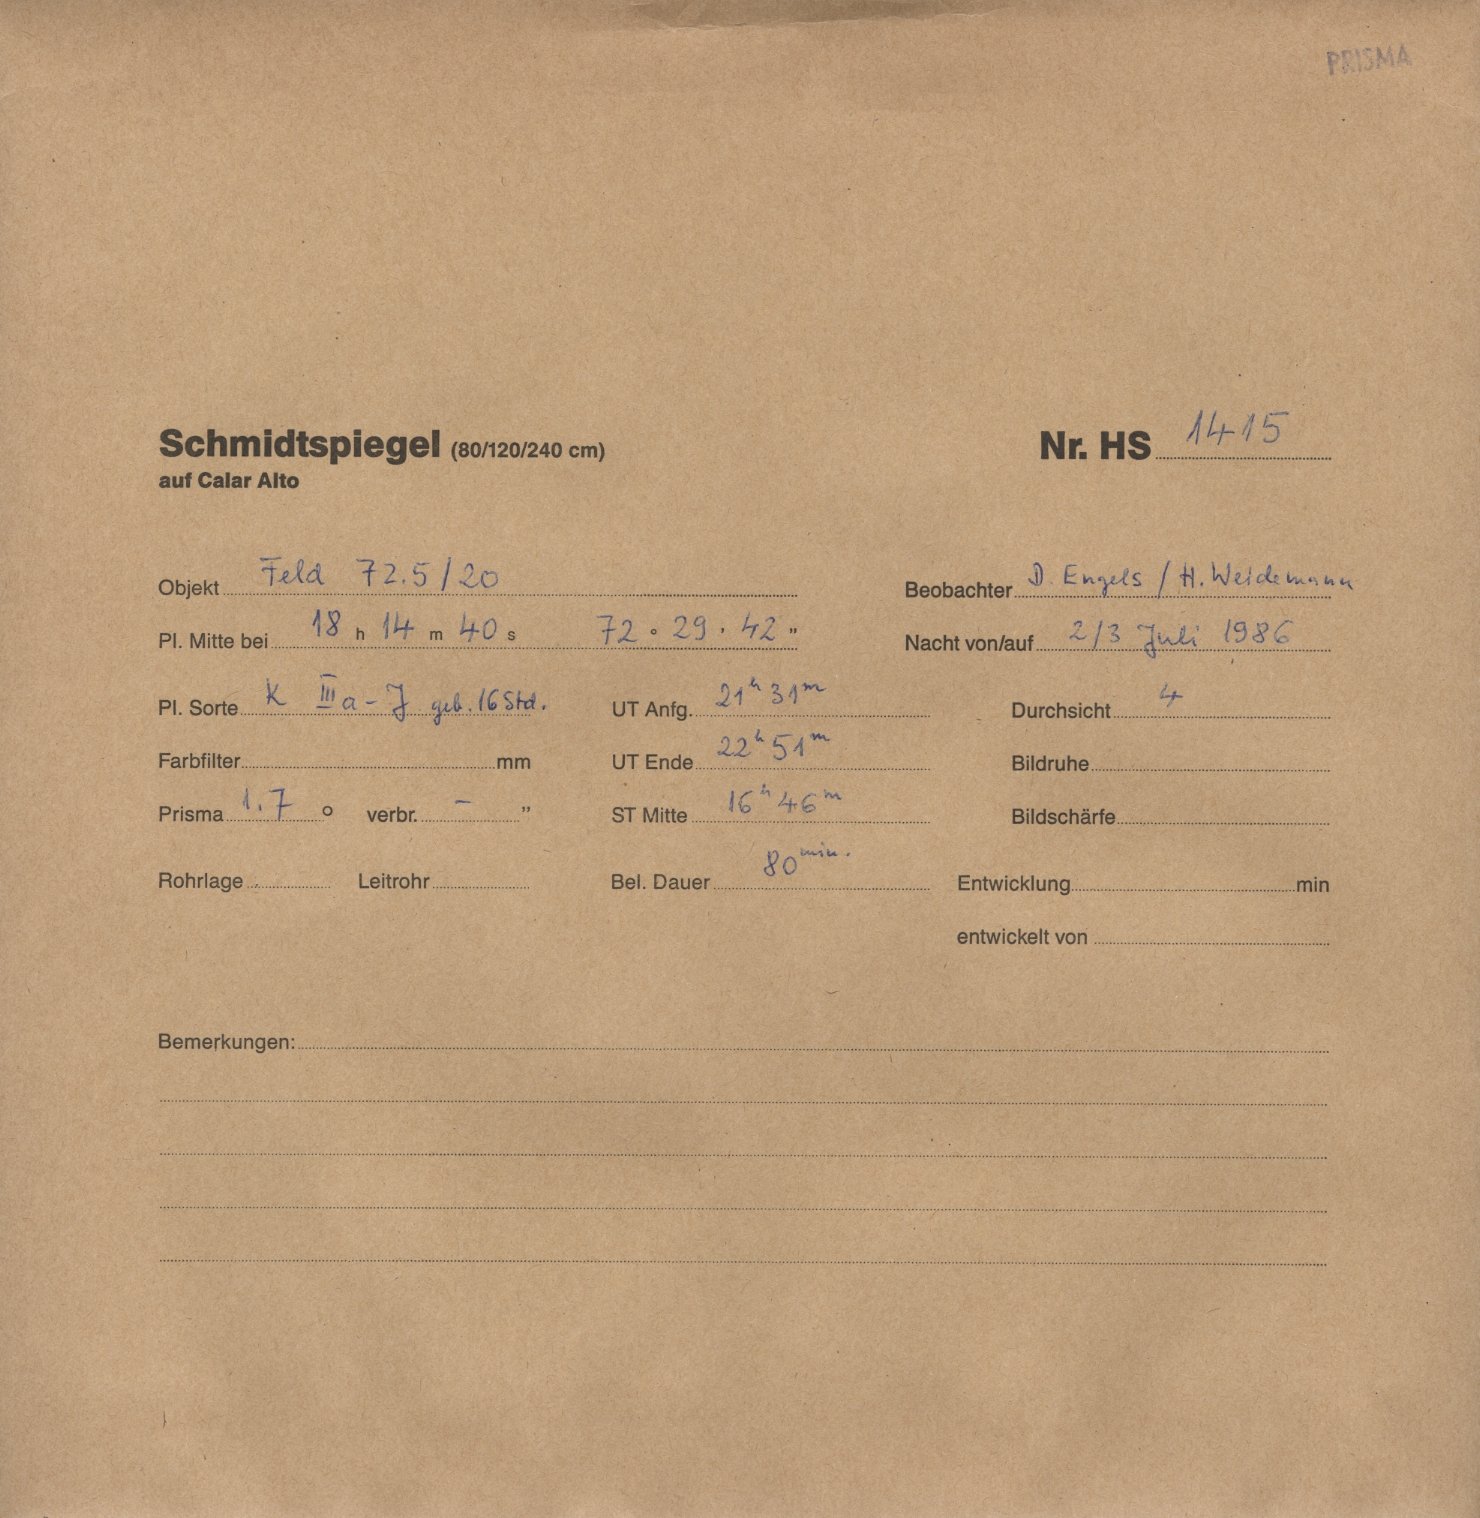 PRISMA
Schmidtspiegel (80/120/240 cm)
auf Calar Alto
Nr. HS 1415
Objekt Feld 72.5/20
Beobachter D. Engels / H. Weidemann
Pl. Mitte bei 18 h 14 m 40 s 72 ° 29 ' 42 "
Nacht von/auf 2/3 Juli 1986
Pl. Sorte K IIIa-J geb. 16 Std.
UT Anfg. 21h 31m
Durchsicht 4
Farbfilter mm
UT Ende 22h 51m
Bildruhe
Prisma 1.7 ° verbr. – "
ST Mitte 16h 46m
Bildschärfe
Rohrlage Leitrohr
Bel. Dauer 80 min.
Entwicklung min
entwickelt von
Bemerkungen: